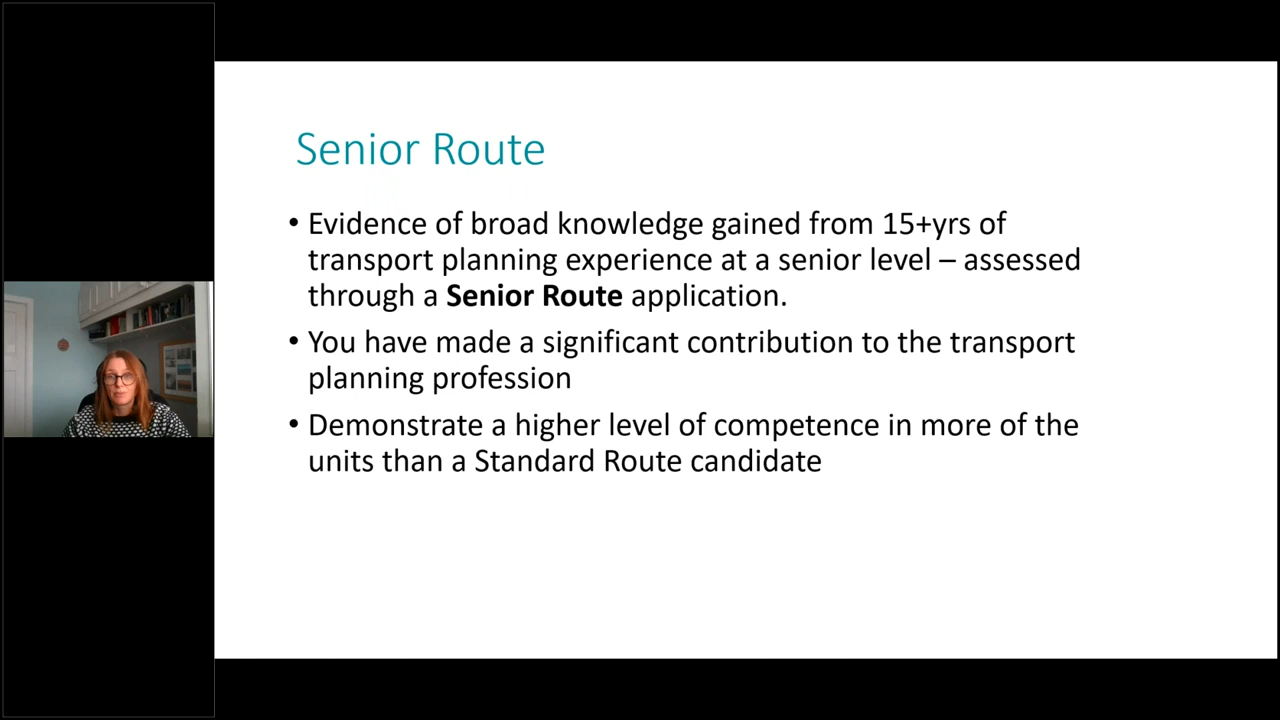 Senior Route
• Evidence of broad knowledge gained from 15+yrs of
transport planning experience at a senior level – assessed
through a Senior Route application.
• You have made a significant contribution to the transport
planning profession
• Demonstrate a higher level of competence in more of the
units than a Standard Route candidate